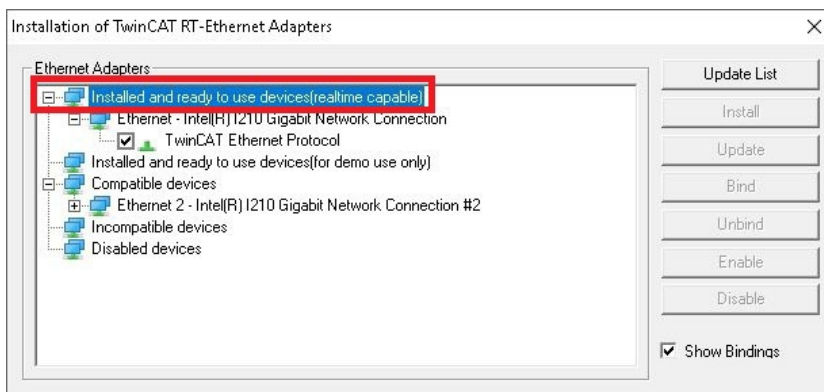 Installation of TwinCAT RT-Ethernet Adapters
Ethernet Adapters
Installed and ready to use devices(realtime capable)
Ethernet - Intel(R) I210 Gigabit Network Connection
TwinCAT Ethernet Protocol
Installed and ready to use devices(for demo use only)
Compatible devices
Ethernet 2 - Intel(R) I210 Gigabit Network Connection #2
Incompatible devices
Disabled devices
Update List
Install
Update
Bind
Unbind
Enable
Disable
Show Bindings